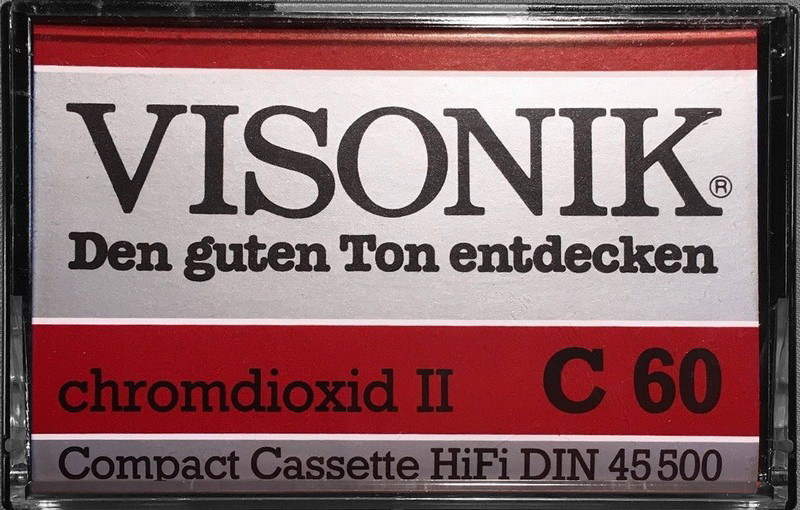 VISONIK®
Den guten Ton entdecken
chromdioxid II C 60
Compact Cassette HiFi DIN 45 500